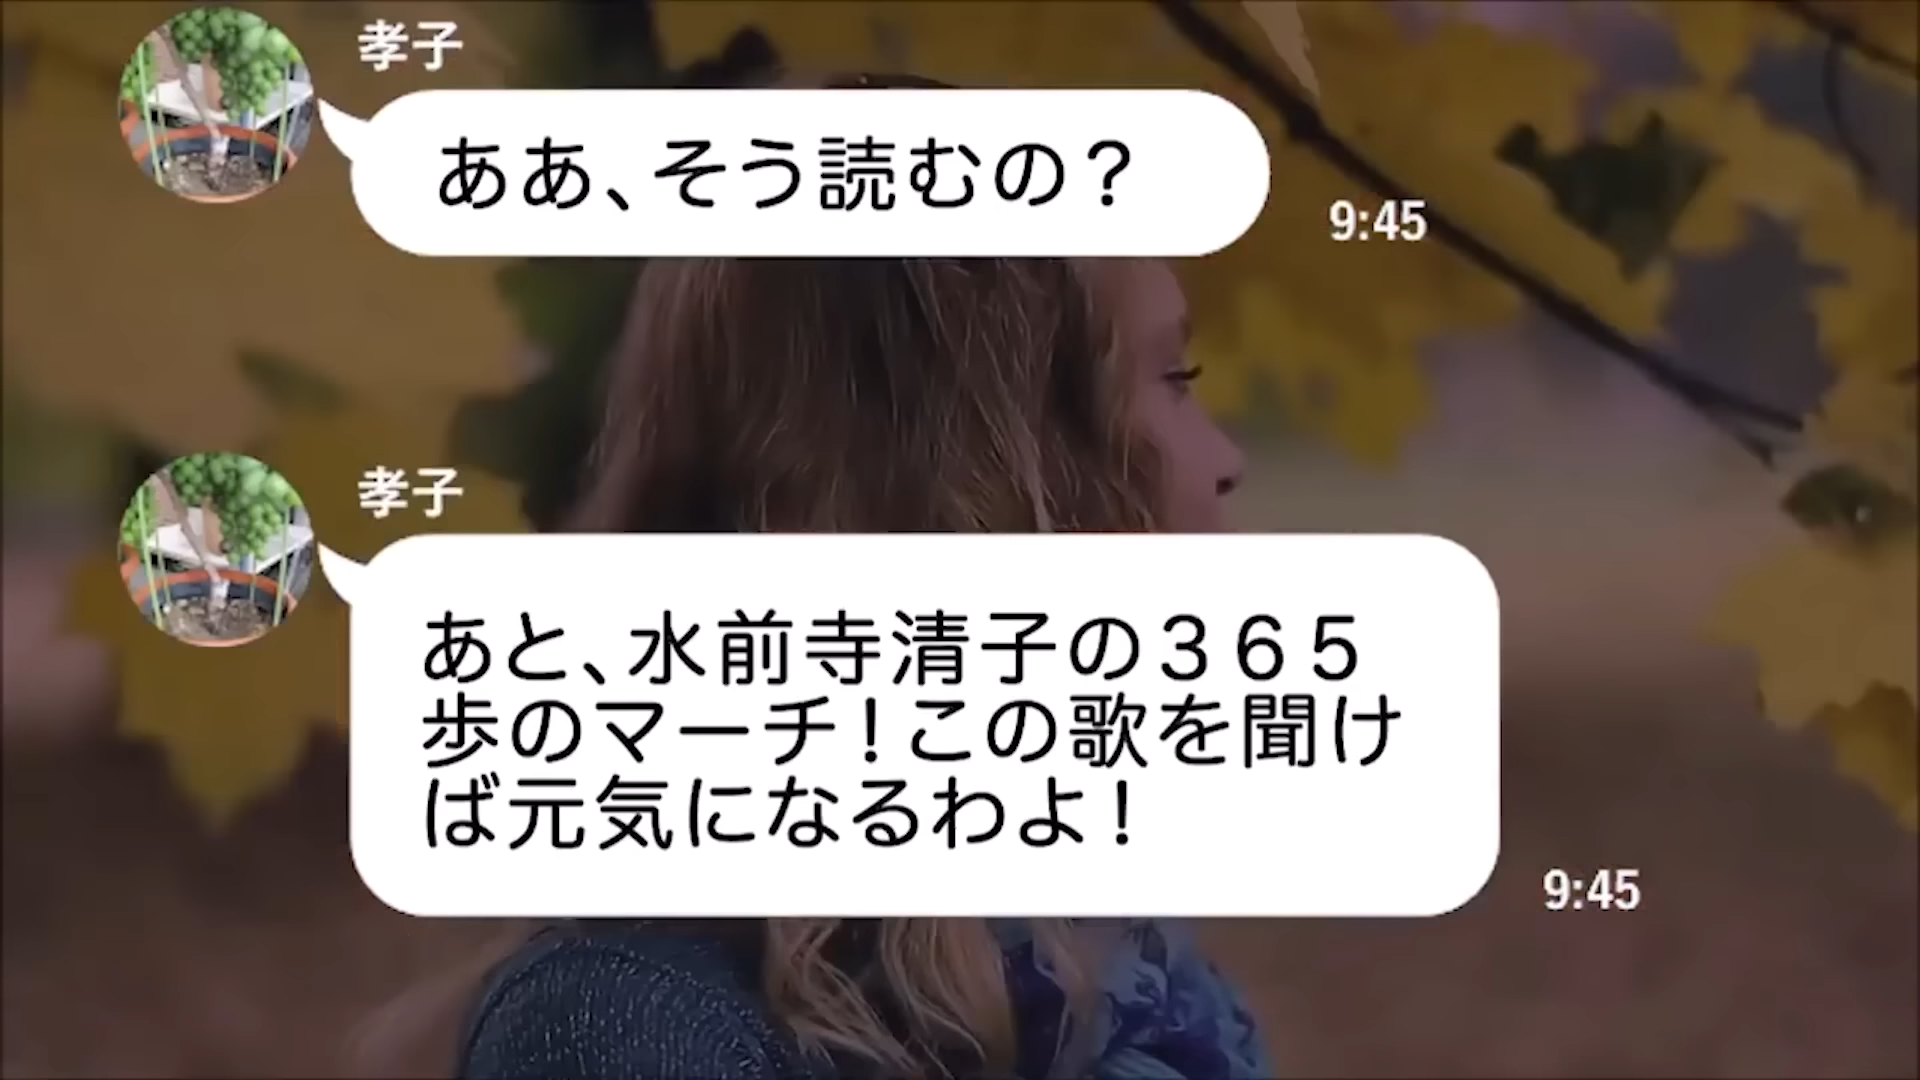 孝子
ああ、そう読むの？
9:45
孝子
あと、水前寺清子の３６５
歩のマーチ！この歌を聞け
ば元気になるわよ！
9:45